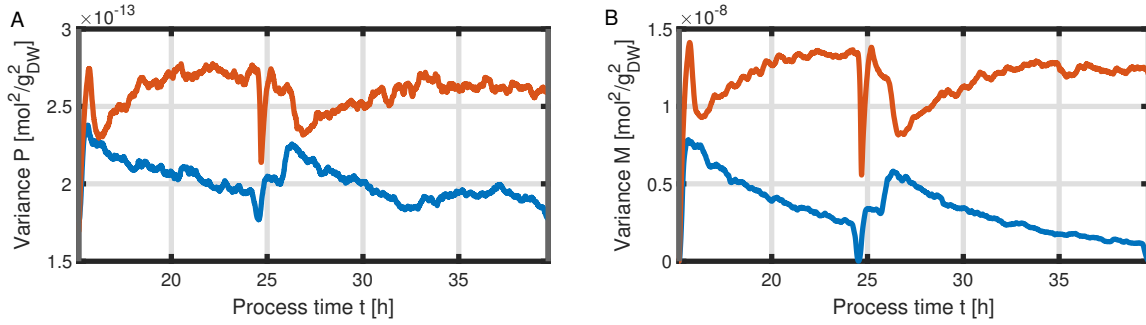 A
×10⁻¹³
3
2.5
2
1.5
Variance P [mol²/g²DW]
20 25 30 35
Process time t [h]
B
×10⁻⁸
1.5
1
0.5
0
Variance M [mol²/g²DW]
20 25 30 35
Process time t [h]